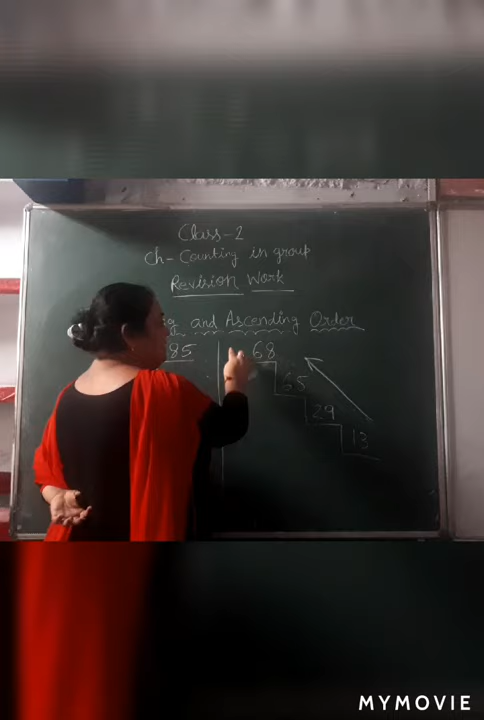 Class-2
Ch- Counting in group
Revision Work
and Ascending Order
85
68
65
29
13
MYMOVIE